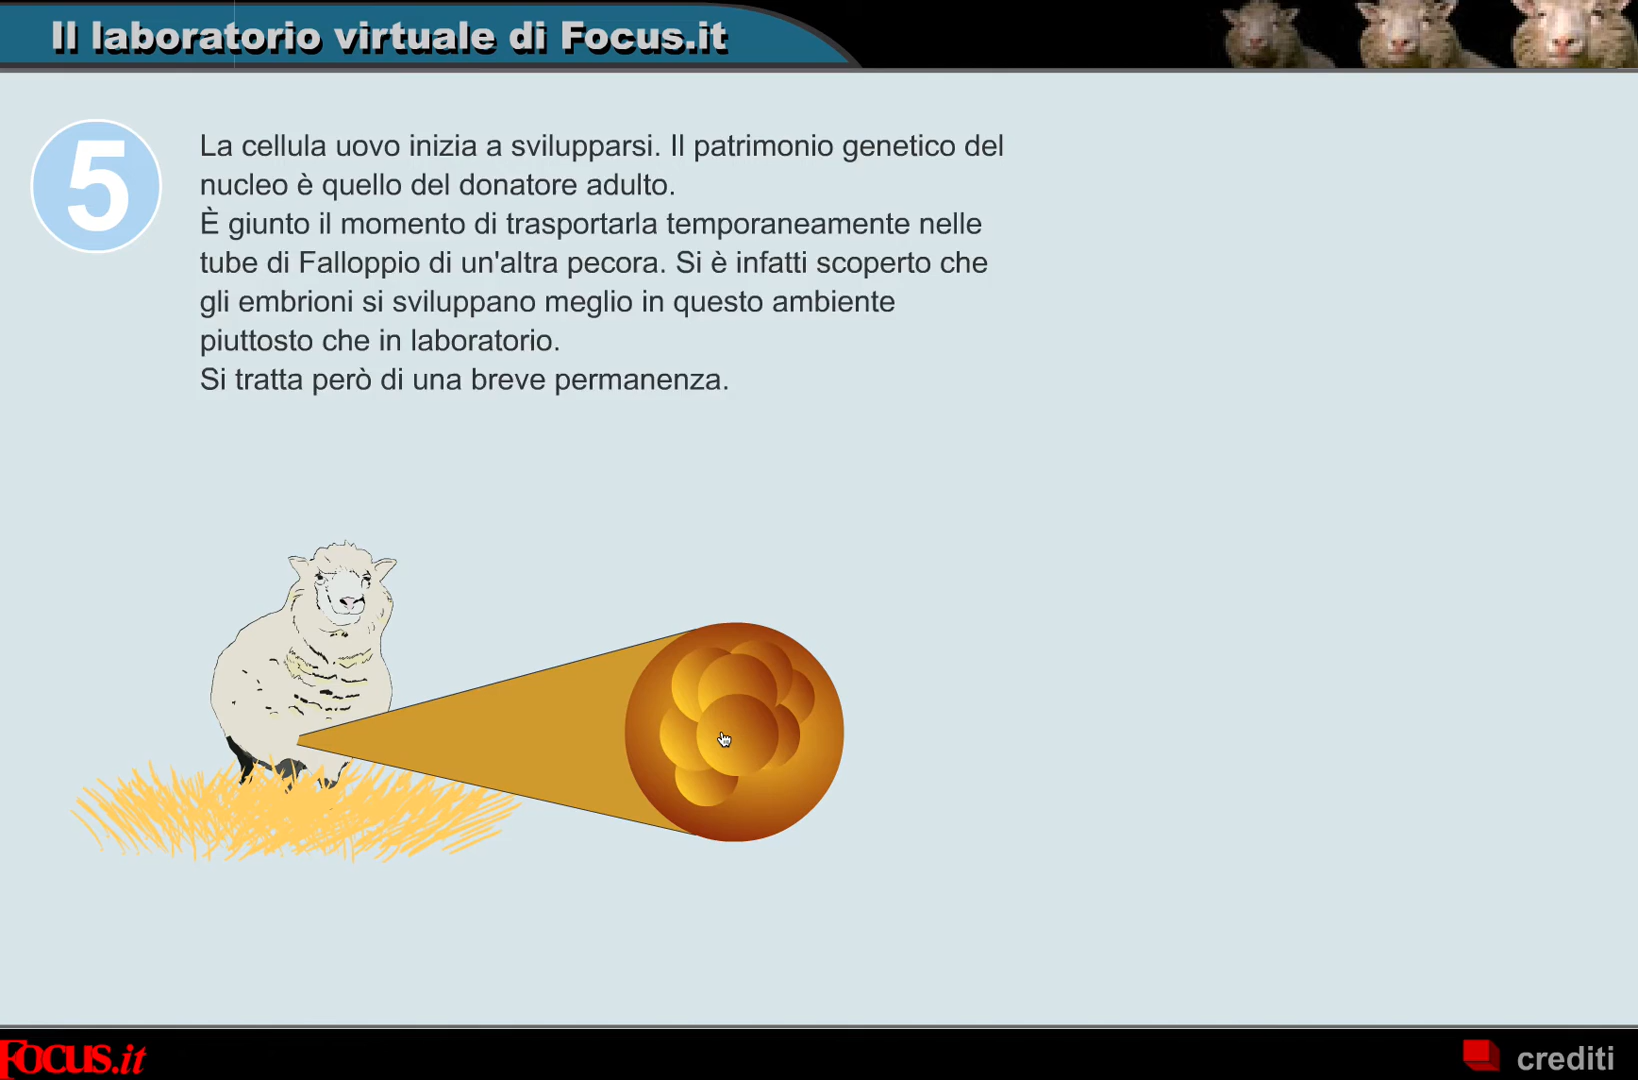 Il laboratorio virtuale di Focus.it
5
La cellula uovo inizia a svilupparsi. Il patrimonio genetico del
nucleo è quello del donatore adulto.
È giunto il momento di trasportarla temporaneamente nelle
tube di Falloppio di un'altra pecora. Si è infatti scoperto che
gli embrioni si sviluppano meglio in questo ambiente
piuttosto che in laboratorio.
Si tratta però di una breve permanenza.
Focus.it
crediti